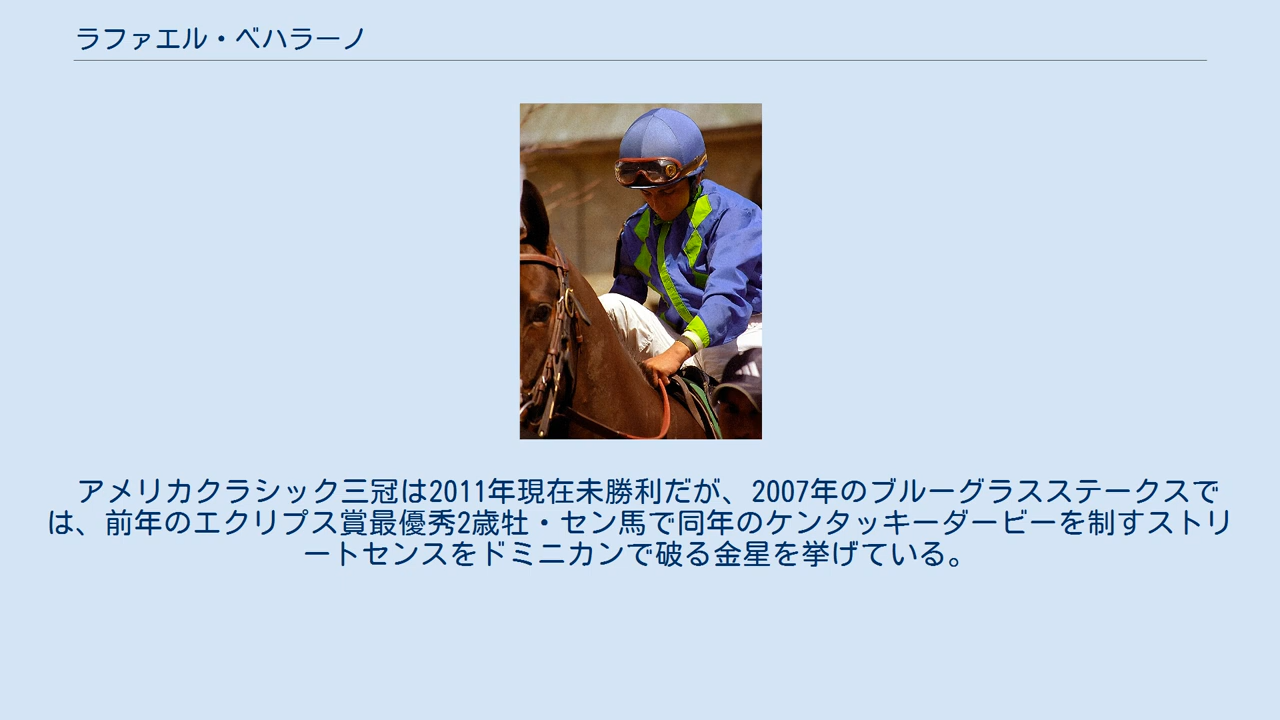 ラファエル・ベハラーノ
アメリカクラシック三冠は2011年現在未勝利だが、2007年のブルーグラスステークスで
は、前年のエクリプス賞最優秀2歳牡・セン馬で同年のケンタッキーダービーを制すストリ
ートセンスをドミニカンで破る金星を挙げている。